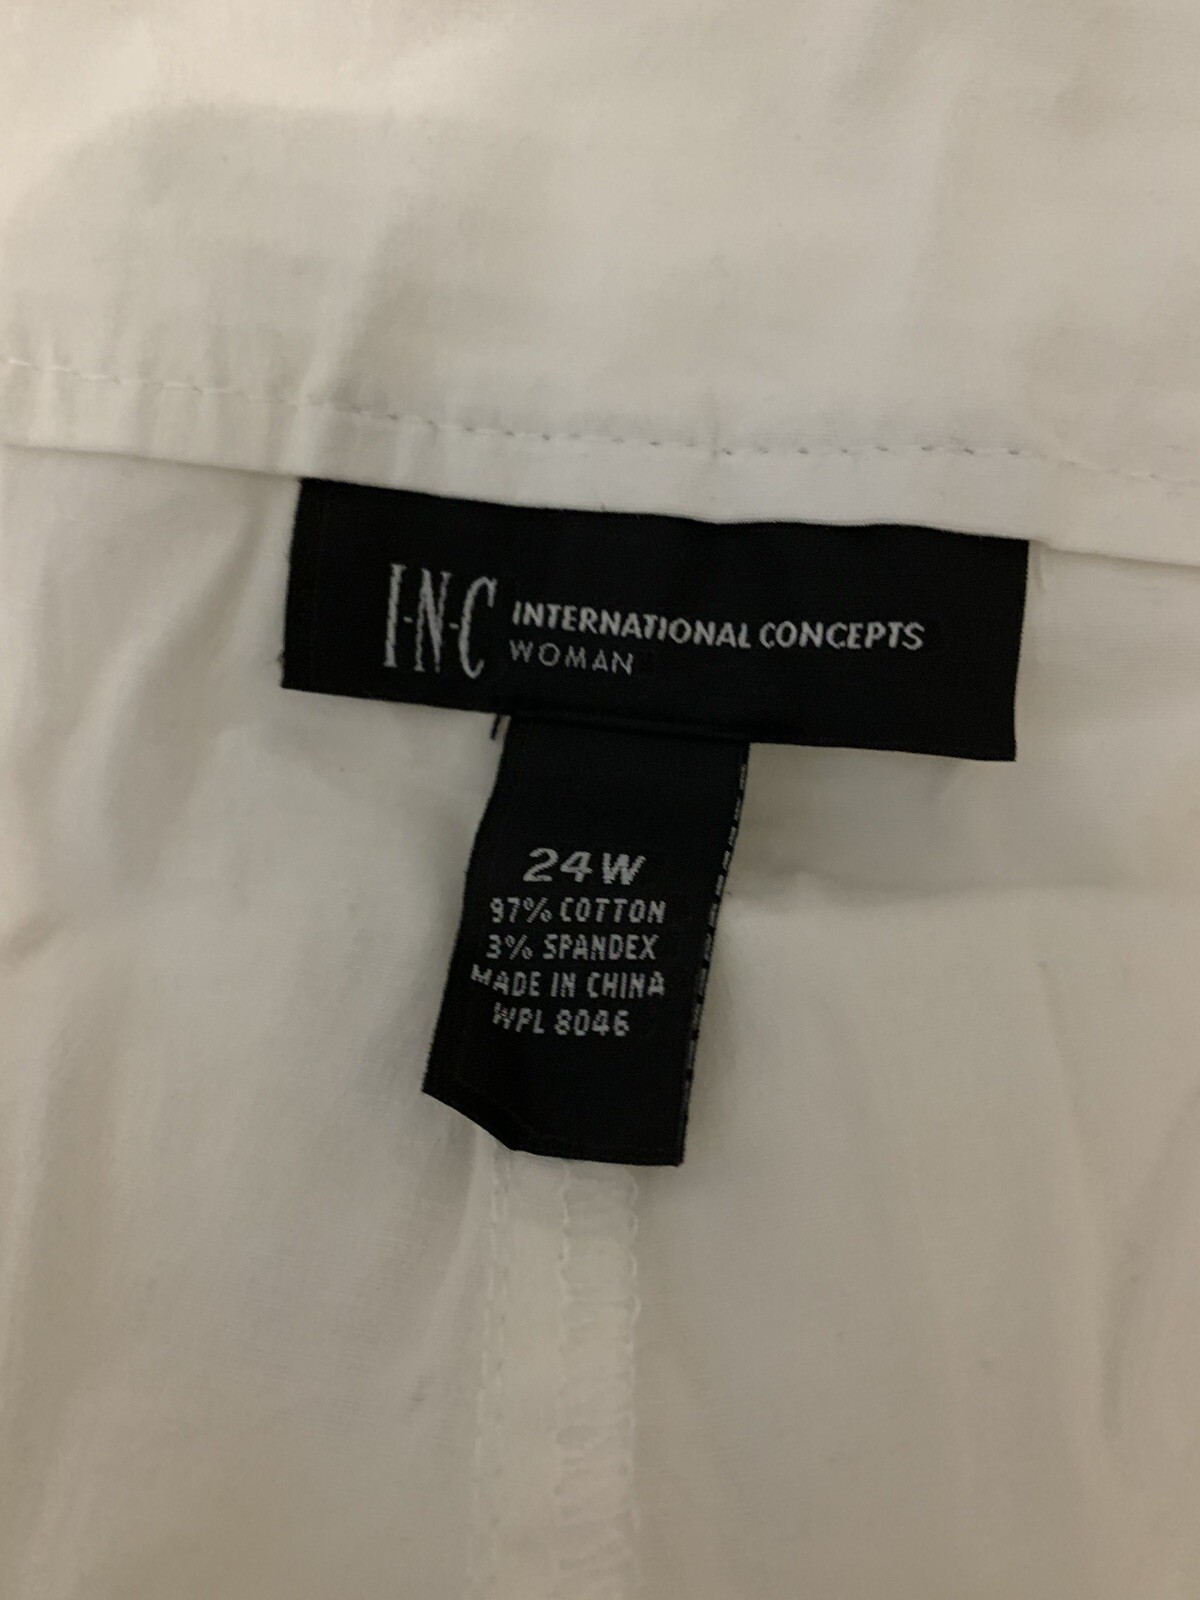 I-N-C INTERNATIONAL CONCEPTS
WOMAN
24W
97% COTTON
3% SPANDEX
MADE IN CHINA
WPL 8046